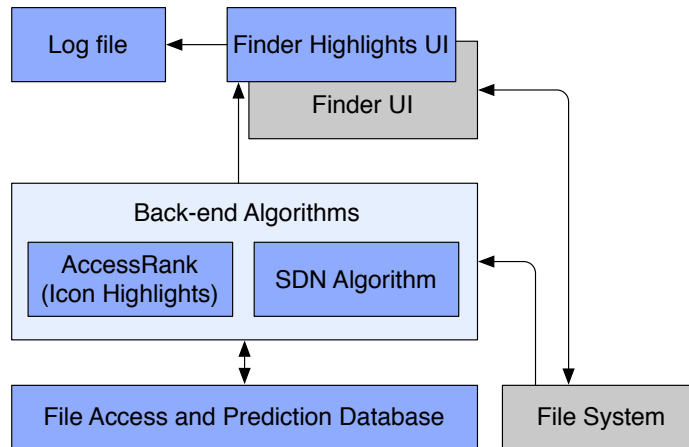 Log file
Finder Highlights UI
Finder UI
Back-end Algorithms
AccessRank
(Icon Highlights)
SDN Algorithm
File Access and Prediction Database
File System